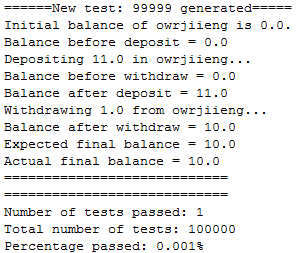 ======New test: 99999 generated=====
Initial balance of owrjiieng is 0.0.
Balance before deposit = 0.0
Depositing 11.0 in owrjiieng...
Balance before withdraw = 0.0
Balance after deposit = 11.0
Withdrawing 1.0 from owrjiieng...
Balance after withdraw = 10.0
Expected final balance = 10.0
Actual final balance = 10.0
============================
============================
Number of tests passed: 1
Total number of tests: 100000
Percentage passed: 0.001%